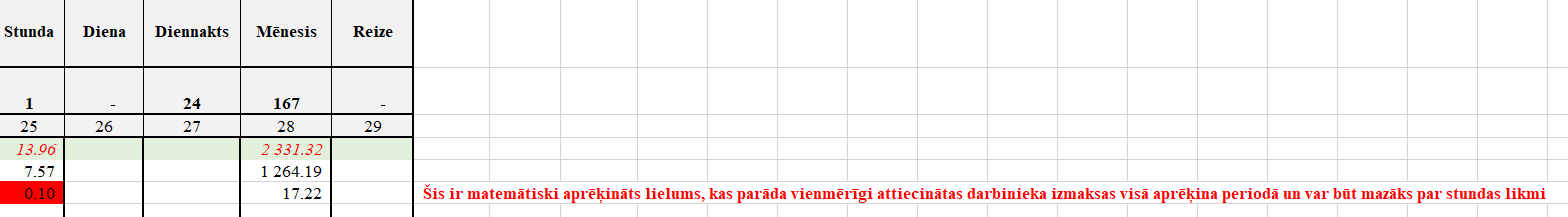 Stunda Diena Diennakts Mēnesis Reize
1 - 24 167 -
25 26 27 28 29
13.96 2 331.32
7.57 1 264.19
0.10 17.22 Šis ir matemātiski aprēķināts lielums, kas parāda vienmērīgi attiecinātas darbinieka izmaksas visā aprēķina periodā un var būt mazāks par stundas likmi